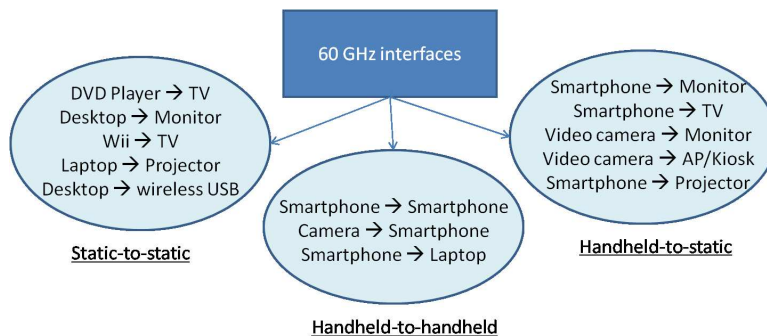 60 GHz interfaces
DVD Player → TV
Desktop → Monitor
Wii → TV
Laptop → Projector
Desktop → wireless USB
Static-to-static
Smartphone → Smartphone
Camera → Smartphone
Smartphone → Laptop
Handheld-to-handheld
Smartphone → Monitor
Smartphone → TV
Video camera → Monitor
Video camera → AP/Kiosk
Smartphone → Projector
Handheld-to-static